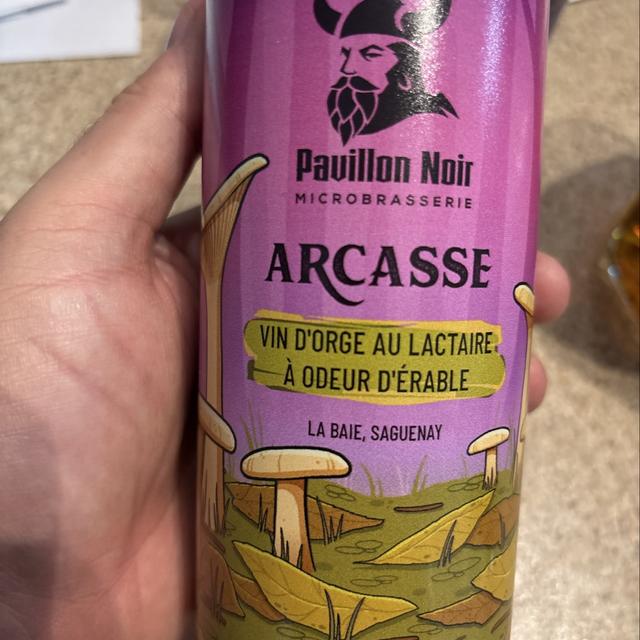 Pavillon Noir
MICROBRASSERIE
ARCASSE
VIN D'ORGE AU LACTAIRE
À ODEUR D'ÉRABLE
LA BAIE, SAGUENAY